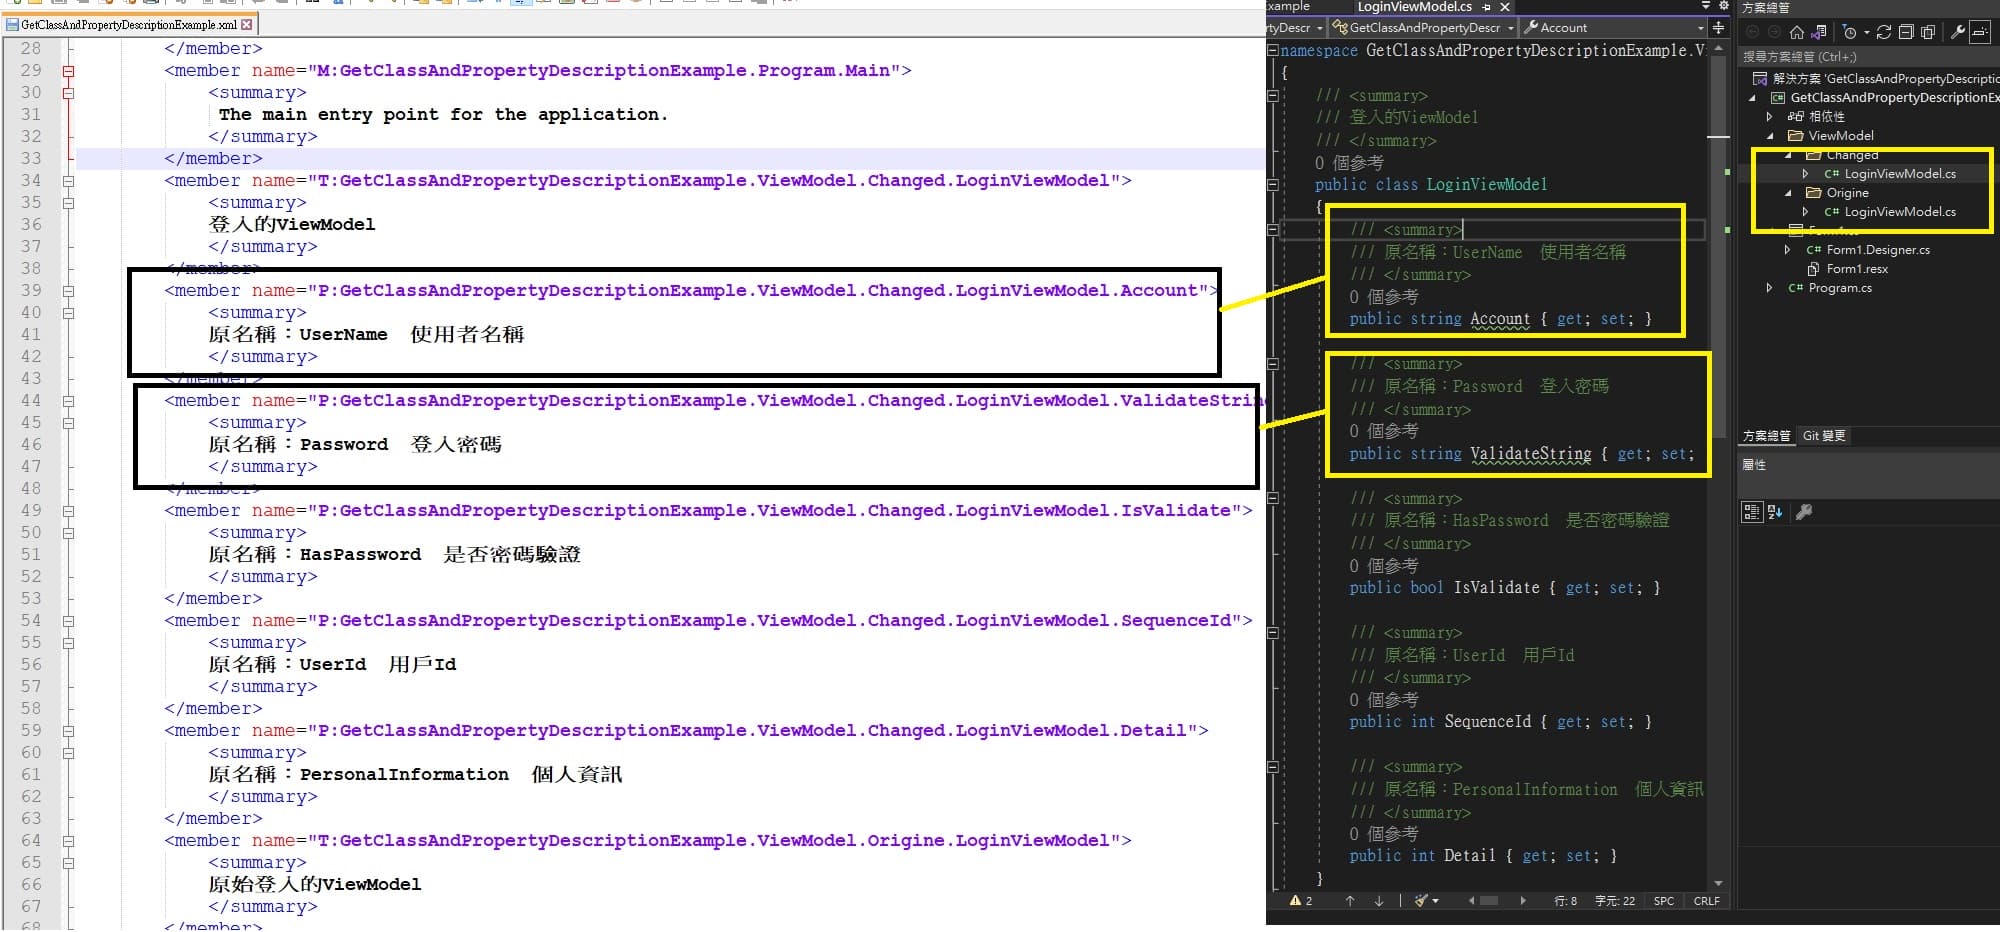 GetClassAndPropertyDescriptionExample.xml
28 </member>
29 <member name="M:GetClassAndPropertyDescriptionExample.Program.Main">
30 <summary>
31 The main entry point for the application.
32 </summary>
33 </member>
34 <member name="T:GetClassAndPropertyDescriptionExample.ViewModel.Changed.LoginViewModel">
35 <summary>
36 登入的ViewModel
37 </summary>
38 </member>
39 <member name="P:GetClassAndPropertyDescriptionExample.ViewModel.Changed.LoginViewModel.Account">
40 <summary>
41 原名稱：UserName 使用者名稱
42 </summary>
43 </member>
44 <member name="P:GetClassAndPropertyDescriptionExample.ViewModel.Changed.LoginViewModel.ValidateString
45 <summary>
46 原名稱：Password 登入密碼
47 </summary>
48 </member>
49 <member name="P:GetClassAndPropertyDescriptionExample.ViewModel.Changed.LoginViewModel.IsValidate">
50 <summary>
51 原名稱：HasPassword 是否密碼驗證
52 </summary>
53 </member>
54 <member name="P:GetClassAndPropertyDescriptionExample.ViewModel.Changed.LoginViewModel.SequenceId">
55 <summary>
56 原名稱：UserId 用戶Id
57 </summary>
58 </member>
59 <member name="P:GetClassAndPropertyDescriptionExample.ViewModel.Changed.LoginViewModel.Detail">
60 <summary>
61 原名稱：PersonalInformation 個人資訊
62 </summary>
63 </member>
64 <member name="T:GetClassAndPropertyDescriptionExample.ViewModel.Origine.LoginViewModel">
65 <summary>
66 原始登入的ViewModel
67 </summary>
68 </member>
xample LoginViewModel.cs
rtyDescr GetClassAndPropertyDescr Account
namespace GetClassAndPropertyDescriptionExample.V
{
/// <summary>
/// 登入的ViewModel
/// </summary>
0 個參考
public class LoginViewModel
{
/// <summary>
/// 原名稱：UserName 使用者名稱
/// </summary>
0 個參考
public string Account { get; set; }
/// <summary>
/// 原名稱：Password 登入密碼
/// </summary>
0 個參考
public string ValidateString { get; set;
/// <summary>
/// 原名稱：HasPassword 是否密碼驗證
/// </summary>
0 個參考
public bool IsValidate { get; set; }
/// <summary>
/// 原名稱：UserId 用戶Id
/// </summary>
0 個參考
public int SequenceId { get; set; }
/// <summary>
/// 原名稱：PersonalInformation 個人資訊
/// </summary>
0 個參考
public int Detail { get; set; }
}
2 行: 8 字元: 22 SPC CRLF
方案總管
搜尋方案總管 (Ctrl+;)
解決方案 'GetClassAndPropertyDescriptic
GetClassAndPropertyDescriptionEx
相依性
ViewModel
Changed
C# LoginViewModel.cs
Origine
C# LoginViewModel.cs
Form1.cs
C# Form1.Designer.cs
Form1.resx
C# Program.cs
方案總管 Git 變更
屬性